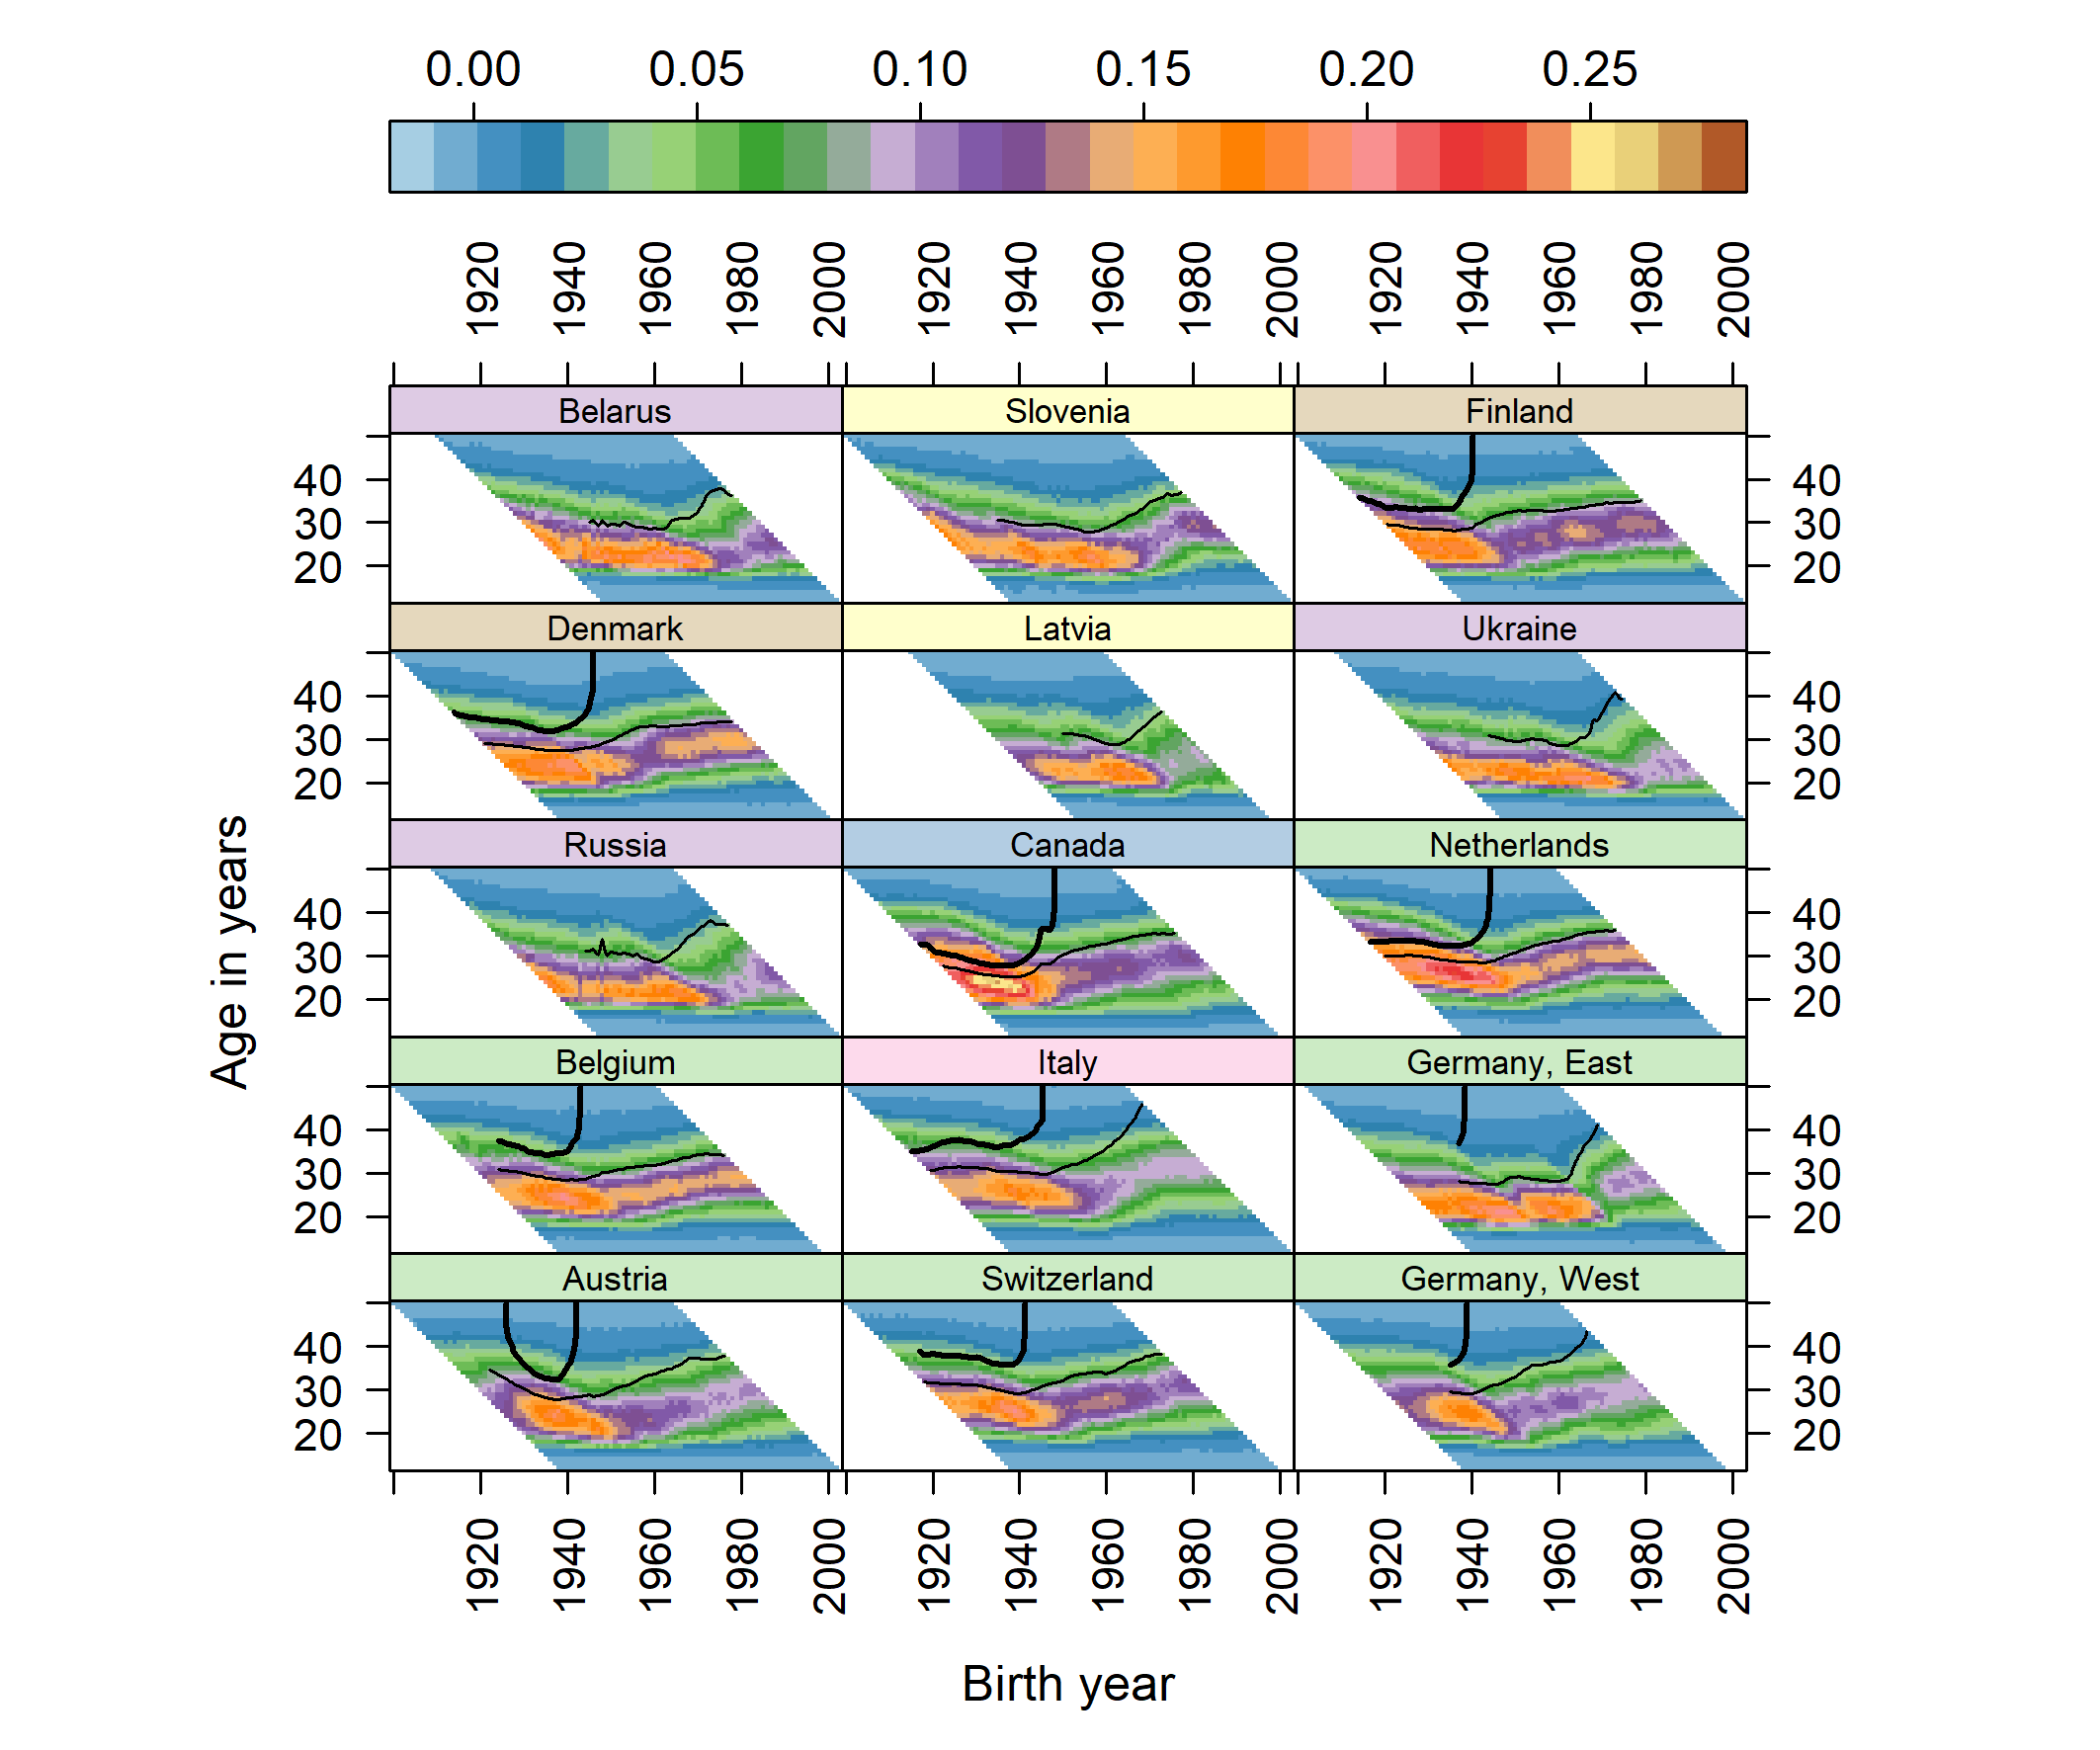 0.00 0.05 0.10 0.15 0.20 0.25
1920 1940 1960 1980 2000 1920 1940 1960 1980 2000 1920 1940 1960 1980 2000
Belarus Slovenia Finland
40 40
30 30
20 20
Denmark Latvia Ukraine
40 40
30 30
20 20
Russia Canada Netherlands
40 40
30 30
20 20
Belgium Italy Germany, East
40 40
30 30
20 20
Austria Switzerland Germany, West
40 40
30 30
20 20
Age in years
1920 1940 1960 1980 2000 1920 1940 1960 1980 2000 1920 1940 1960 1980 2000
Birth year